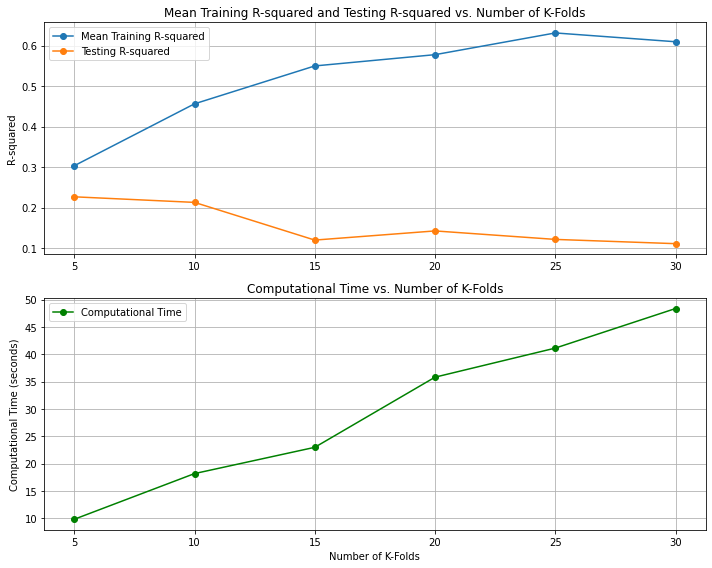 Mean Training R-squared and Testing R-squared vs. Number of K-Folds
Mean Training R-squared
Testing R-squared
R-squared
0.6
0.5
0.4
0.3
0.2
0.1
5 10 15 20 25 30
Computational Time vs. Number of K-Folds
Computational Time
Computational Time (seconds)
50
45
40
35
30
25
20
15
10
5 10 15 20 25 30
Number of K-Folds